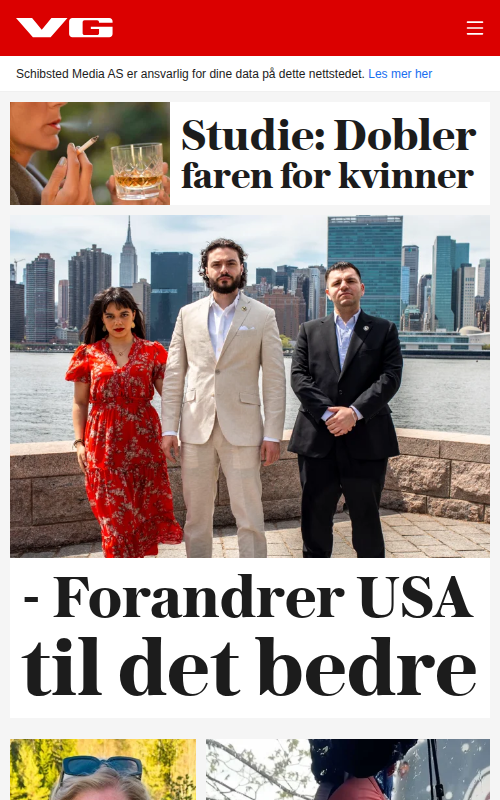 VG
Schibsted Media AS er ansvarlig for dine data på dette nettstedet. Les mer her
Studie: Dobler
faren for kvinner
- Forandrer USA
til det bedre